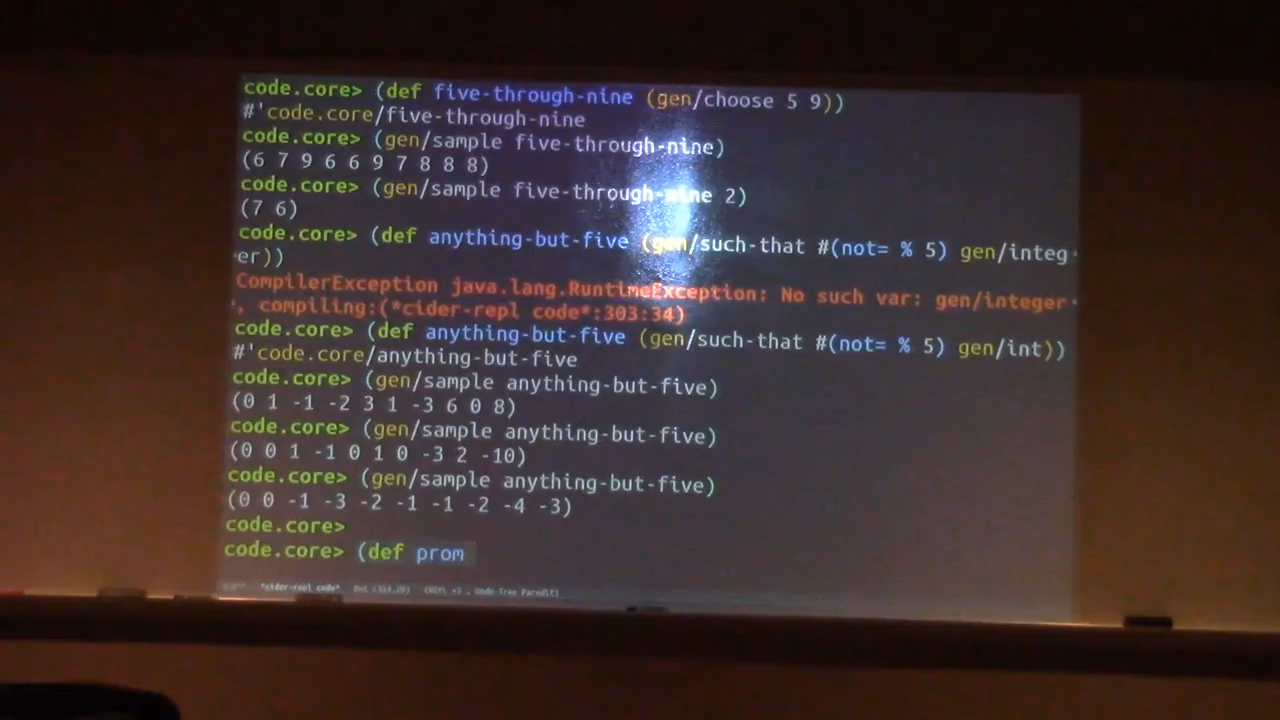 code.core> (def five-through-nine (gen/choose 5 9))
#'code.core/five-through-nine
code.core> (gen/sample five-through-nine)
(6 7 9 6 6 9 7 8 8 8)
code.core> (gen/sample five-through-nine 2)
(7 6)
code.core> (def anything-but-five (gen/such-that #(not= % 5) gen/integ
er))
CompilerException java.lang.RuntimeException: No such var: gen/integer
, compiling:(*cider-repl code*:303:34)
code.core> (def anything-but-five (gen/such-that #(not= % 5) gen/int))
#'code.core/anything-but-five
code.core> (gen/sample anything-but-five)
(0 1 -1 -2 3 1 -3 6 0 8)
code.core> (gen/sample anything-but-five)
(0 0 1 -1 0 1 0 -3 2 -10)
code.core> (gen/sample anything-but-five)
(0 0 -1 -3 -2 -1 -1 -2 -4 -3)
code.core>
code.core> (def prom
*cider-repl code* Undo-Tree Paredit)